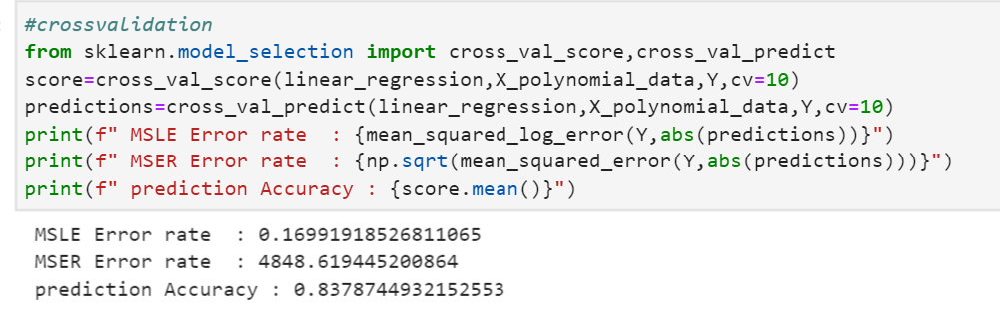 #crossvalidation
from sklearn.model_selection import cross_val_score,cross_val_predict
score=cross_val_score(linear_regression,X_polynomial_data,Y,cv=10)
predictions=cross_val_predict(linear_regression,X_polynomial_data,Y,cv=10)
print(f" MSLE Error rate  : {mean_squared_log_error(Y,abs(predictions))}")
print(f" MSER Error rate  : {np.sqrt(mean_squared_error(Y,abs(predictions)))}")
print(f" prediction Accuracy : {score.mean()}")
MSLE Error rate  : 0.16991918526811065
MSER Error rate  : 4848.619445200864
prediction Accuracy : 0.8378744932152553